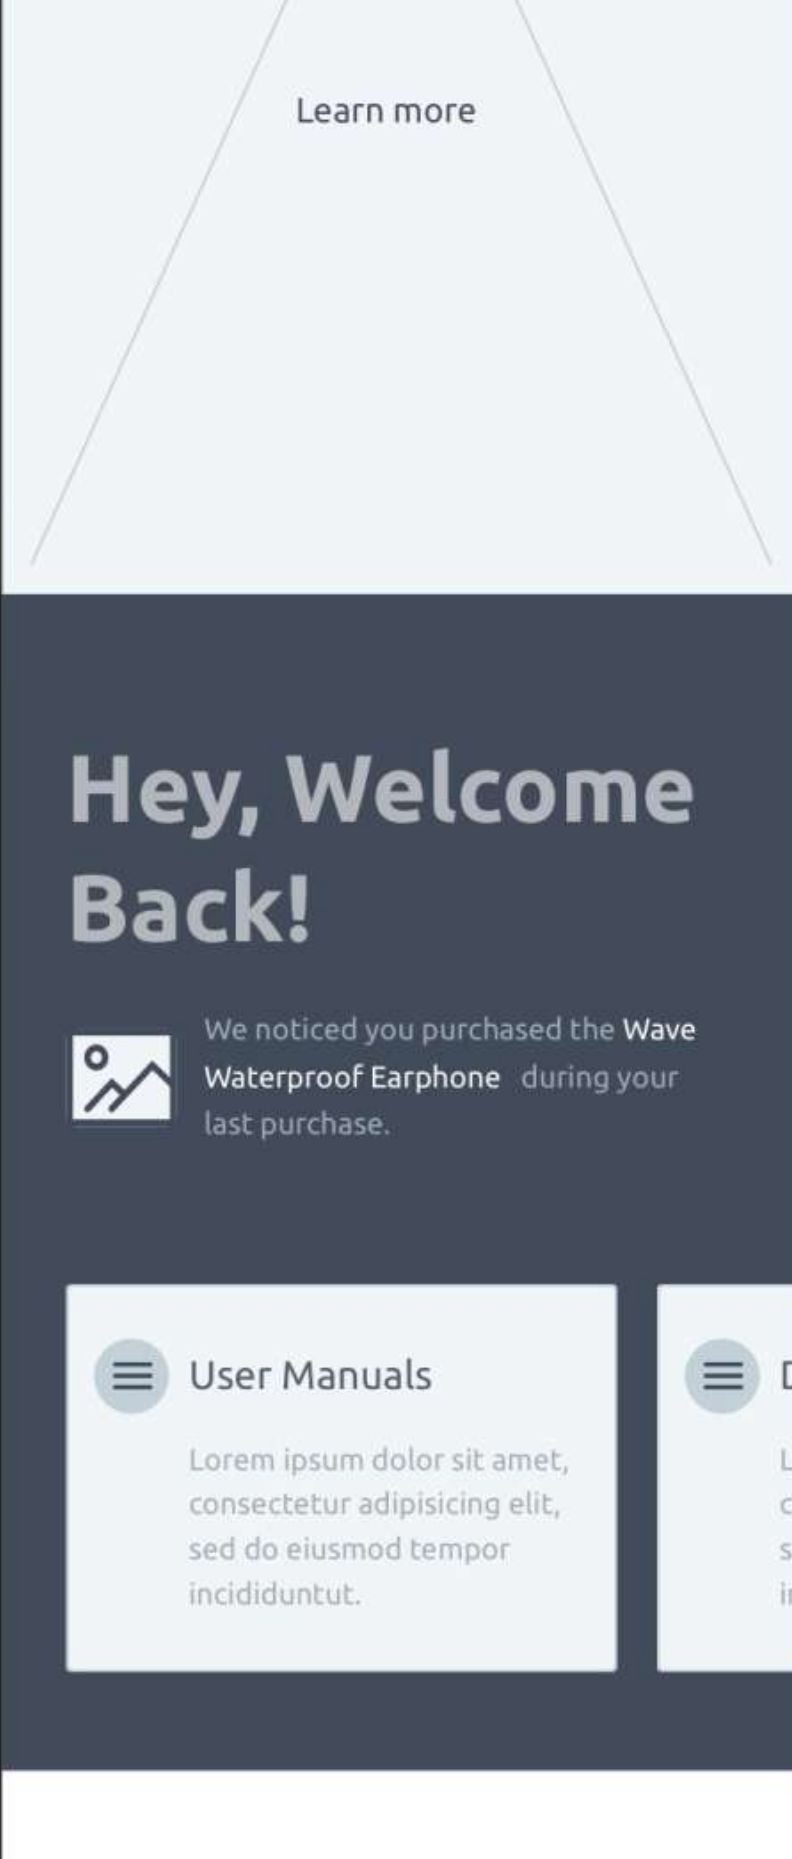 Learn more
Hey, Welcome
Back!
We noticed you purchased the Wave
Waterproof Earphone during your
last purchase.
User Manuals
Lorem ipsum dolor sit amet,
consectetur adipisicing elit,
sed do eiusmod tempor
incididuntut.